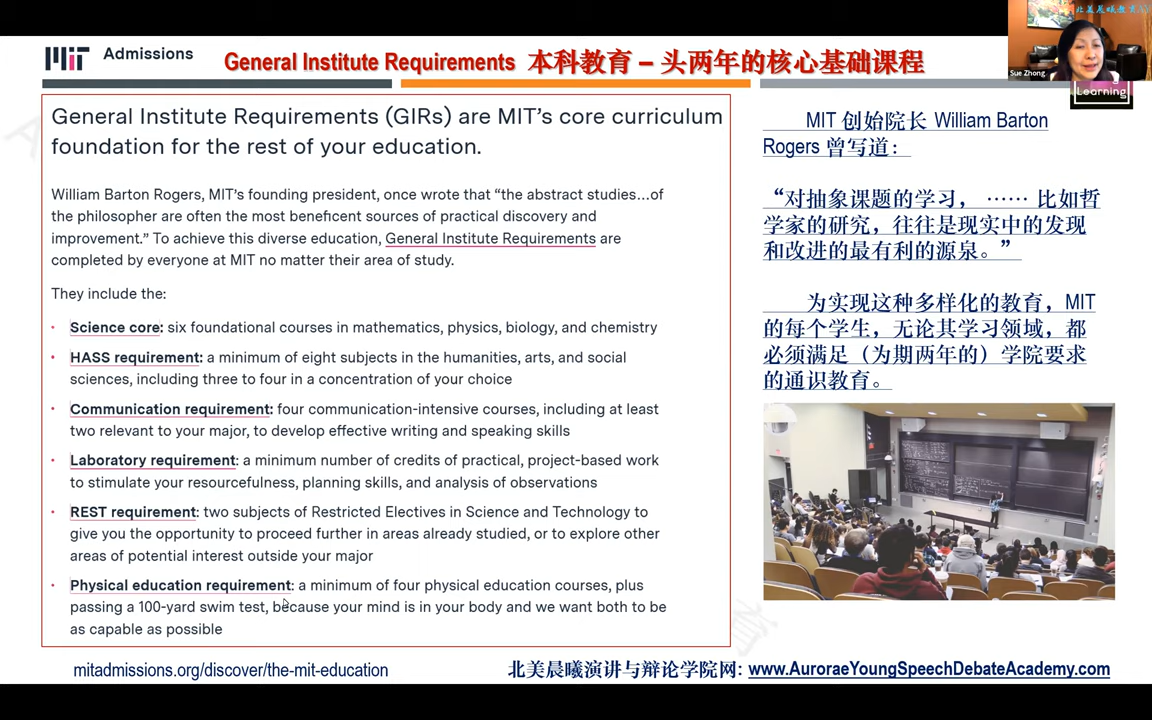 北美晨曦教育
MIT Admissions
General Institute Requirements 本科教育 – 头两年的核心基础课程
Sue Zhong
Learning
General Institute Requirements (GIRs) are MIT’s core curriculum
foundation for the rest of your education.
William Barton Rogers, MIT’s founding president, once wrote that “the abstract studies…of
the philosopher are often the most beneficent sources of practical discovery and
improvement.” To achieve this diverse education, General Institute Requirements are
completed by everyone at MIT no matter their area of study.
They include the:
• Science core: six foundational courses in mathematics, physics, biology, and chemistry
• HASS requirement: a minimum of eight subjects in the humanities, arts, and social
sciences, including three to four in a concentration of your choice
• Communication requirement: four communication-intensive courses, including at least
two relevant to your major, to develop effective writing and speaking skills
• Laboratory requirement: a minimum number of credits of practical, project-based work
to stimulate your resourcefulness, planning skills, and analysis of observations
• REST requirement: two subjects of Restricted Electives in Science and Technology to
give you the opportunity to proceed further in areas already studied, or to explore other
areas of potential interest outside your major
• Physical education requirement: a minimum of four physical education courses, plus
passing a 100-yard swim test, because your mind is in your body and we want both to be
as capable as possible
MIT 创始院长 William Barton
Rogers 曾写道：
“对抽象课题的学习， …… 比如哲
学家的研究，往往是现实中的发现
和改进的最有利的源泉。”
为实现这种多样化的教育，MIT
的每个学生，无论其学习领域，都
必须满足（为期两年的）学院要求
的通识教育。
mitadmissions.org/discover/the-mit-education
北美晨曦演讲与辩论学院网: www.AuroraeYoungSpeechDebateAcademy.com